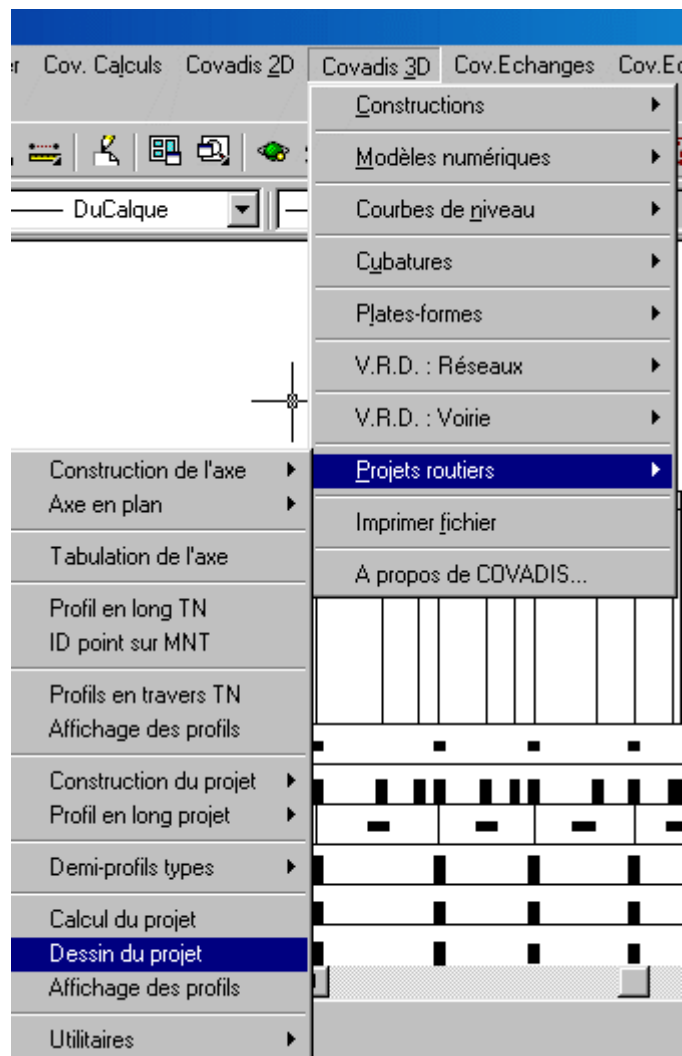 Cov. Calculs Covadis 2D Covadis 3D Cov.Echanges
Constructions
Modèles numériques
DuCalque
Courbes de niveau
Cubatures
Plates-formes
V.R.D. : Réseaux
V.R.D. : Voirie
Projets routiers
Imprimer fichier
A propos de COVADIS...
Construction de l'axe
Axe en plan
Tabulation de l'axe
Profil en long TN
ID point sur MNT
Profils en travers TN
Affichage des profils
Construction du projet
Profil en long projet
Demi-profils types
Calcul du projet
Dessin du projet
Affichage des profils
Utilitaires